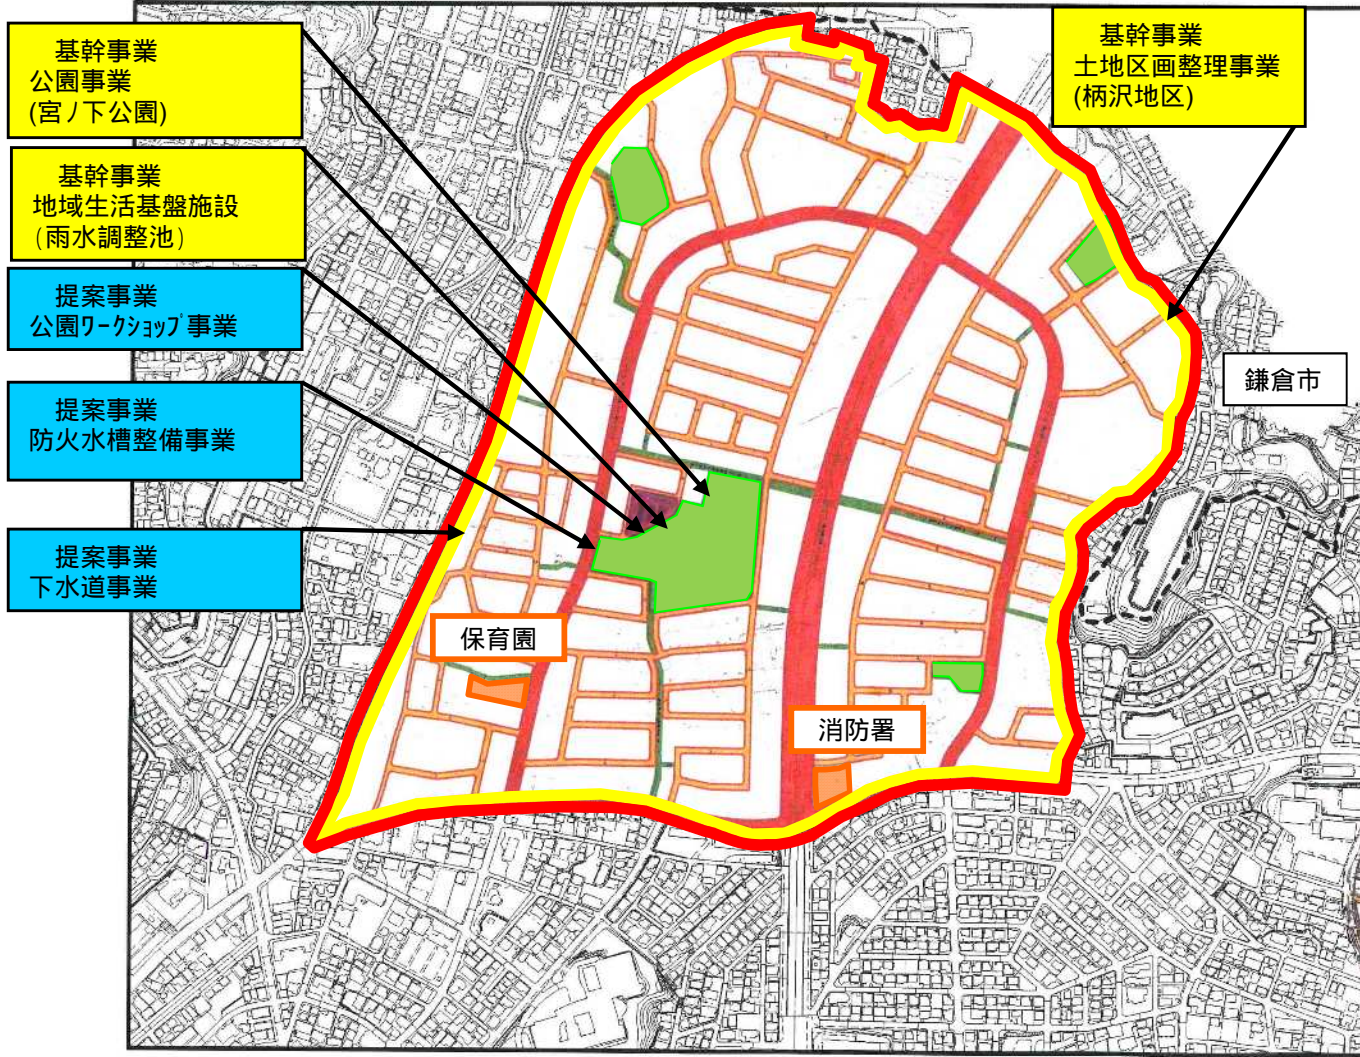 基幹事業
公園事業
(宮ノ下公園)
基幹事業
地域生活基盤施設
(雨水調整池)
提案事業
公園ﾜｰｸｼｮｯﾌﾟ事業
提案事業
防火水槽整備事業
提案事業
下水道事業
基幹事業
土地区画整理事業
(柄沢地区)
鎌倉市
保育園
消防署